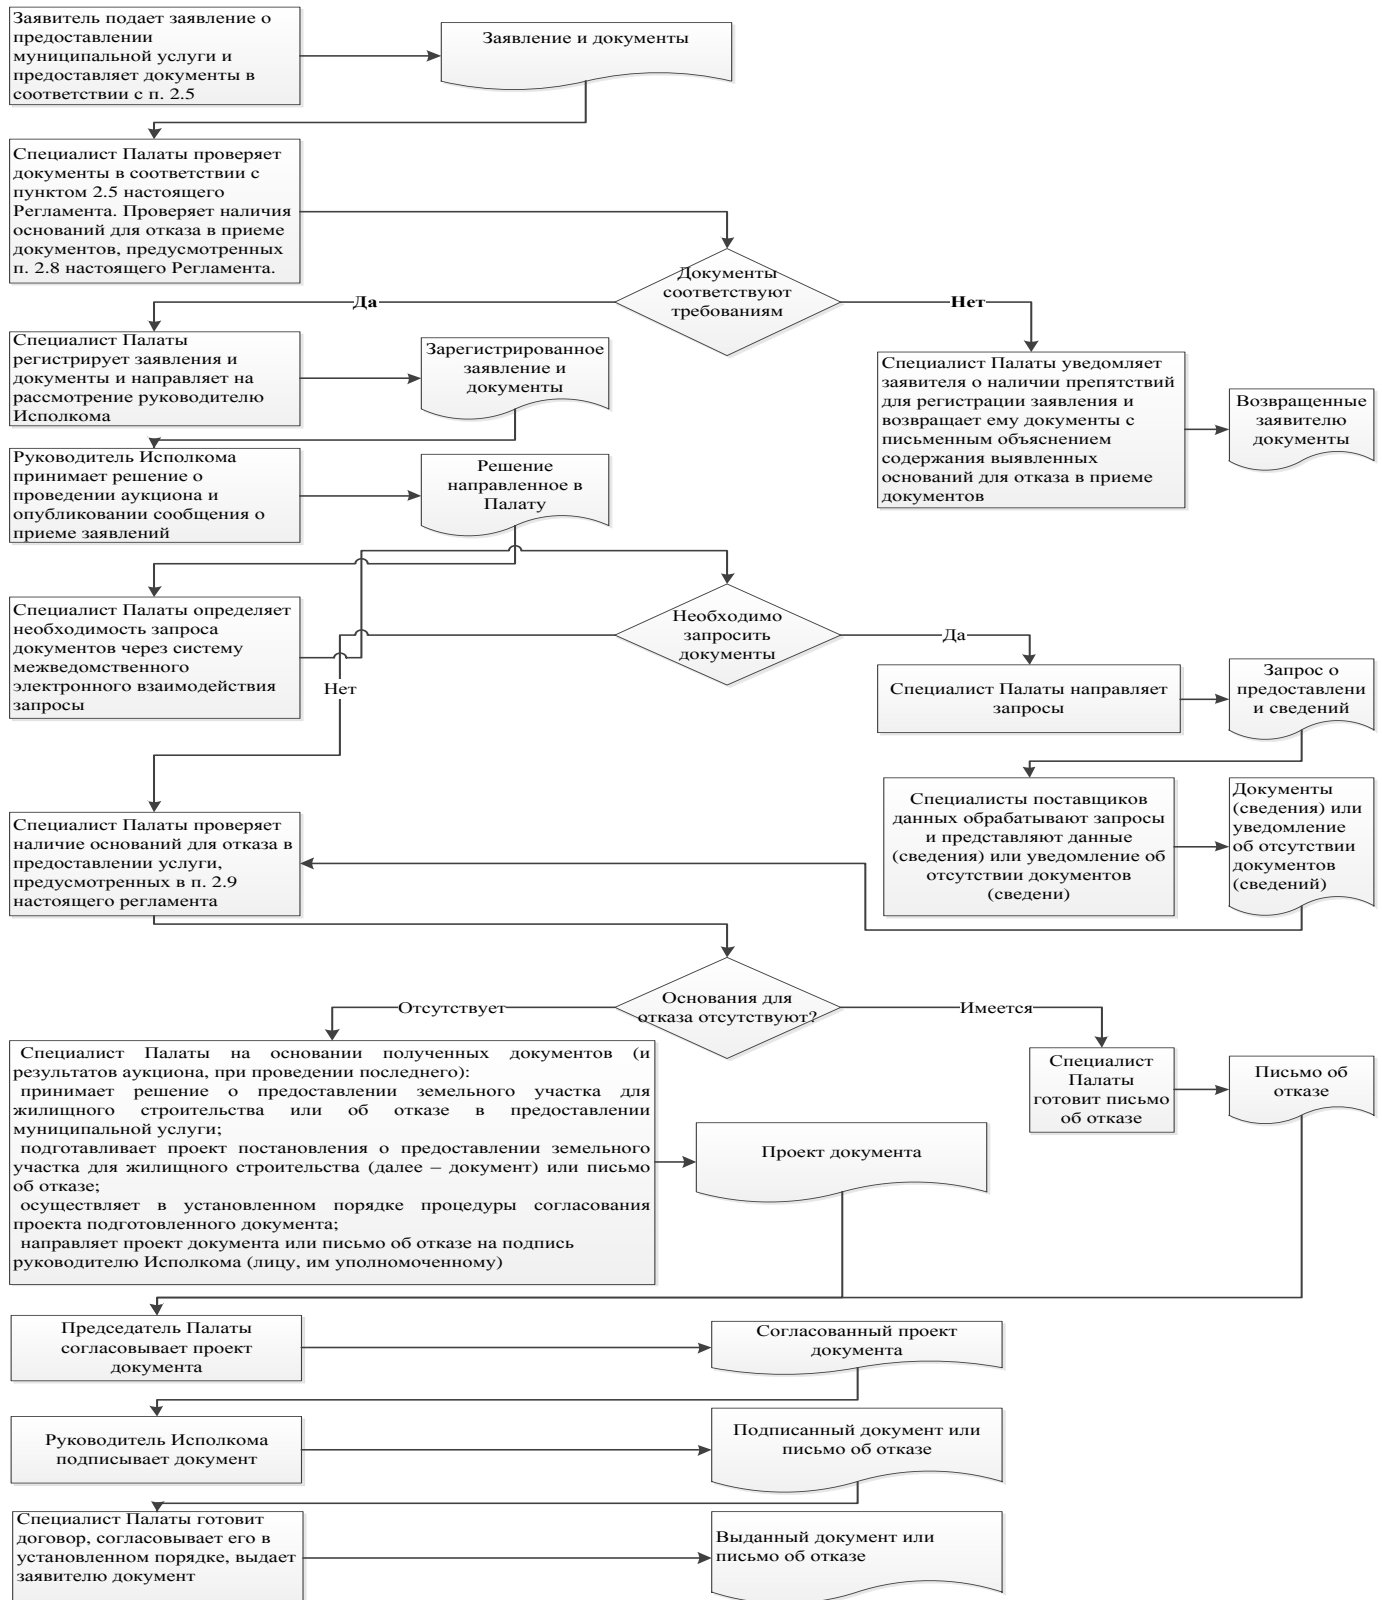 Заявитель подает заявление о
предоставлении
муниципальной услуги и
предоставляет документы в
соответствии с п. 2.5
Заявление и документы
Специалист Палаты проверяет
документы в соответствии с
пунктом 2.5 настоящего
Регламента. Проверяет наличия
оснований для отказа в приеме
документов, предусмотренных
п. 2.8 настоящего Регламента.
Документы
соответствуют
требованиям
Да
Нет
Специалист Палаты
регистрирует заявления и
документы и направляет на
рассмотрение руководителю
Исполкома
Зарегистрированное
заявление и
документы
Специалист Палаты уведомляет
заявителя о наличии препятствий
для регистрации заявления и
возвращает ему документы с
письменным объяснением
содержания выявленных
оснований для отказа в приеме
документов
Возвращенные
заявителю
документы
Руководитель Исполкома
принимает решение о
проведении аукциона и
опубликовании сообщения о
приеме заявлений
Решение
направленное в
Палату
Специалист Палаты определяет
необходимость запроса
документов через систему
межведомственного
электронного взаимодействия
запросы
Необходимо
запросить
документы
Да
Нет
Специалист Палаты направляет
запросы
Запрос о
предоставлени
и сведений
Специалисты поставщиков
данных обрабатывают запросы
и представляют данные
(сведения) или уведомление об
отсутствии документов
(сведени)
Документы
(сведения) или
уведомление
об отсутствии
документов
(сведений)
Специалист Палаты проверяет
наличие оснований для отказа в
предоставлении услуги,
предусмотренных в п. 2.9
настоящего регламента
Основания для
отказа отсутствуют?
Отсутствует
Имеется
Специалист Палаты на основании полученных документов (и
результатов аукциона, при проведении последнего):
принимает решение о предоставлении земельного участка для
жилищного строительства или об отказе в предоставлении
муниципальной услуги;
подготавливает проект постановления о предоставлении земельного
участка для жилищного строительства (далее – документ) или письмо
об отказе;
осуществляет в установленном порядке процедуры согласования
проекта подготовленного документа;
направляет проект документа или письмо об отказе на подпись
руководителю Исполкома (лицу, им уполномоченному)
Проект документа
Специалист
Палаты
готовит письмо
об отказе
Письмо об
отказе
Председатель Палаты
согласовывает проект
документа
Согласованный проект
документа
Руководитель Исполкома
подписывает документ
Подписанный документ или
письмо об отказе
Специалист Палаты готовит
договор, согласовывает его в
установленном порядке, выдает
заявителю документ
Выданный документ или
письмо об отказе